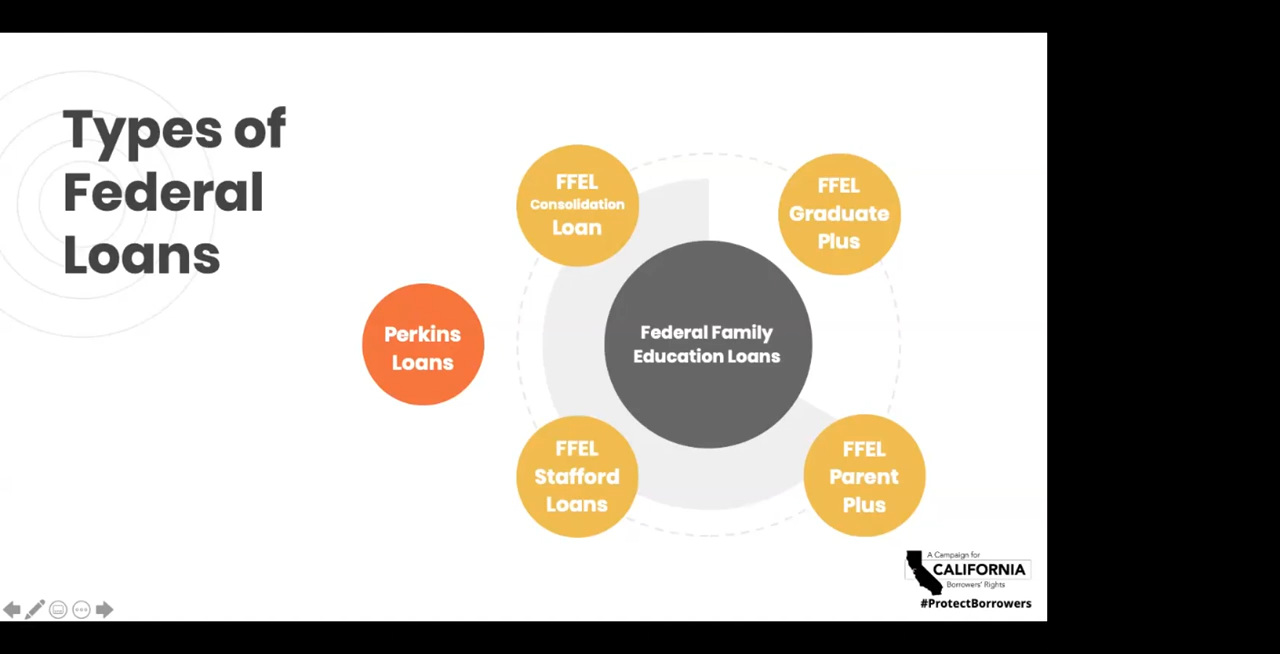 Types of
Federal
Loans
FFEL
Consolidation
Loan
FFEL
Graduate
Plus
Perkins
Loans
Federal Family
Education Loans
FFEL
Stafford
Loans
FFEL
Parent
Plus
A Campaign for
CALIFORNIA
Borrowers' Rights
#ProtectBorrowers